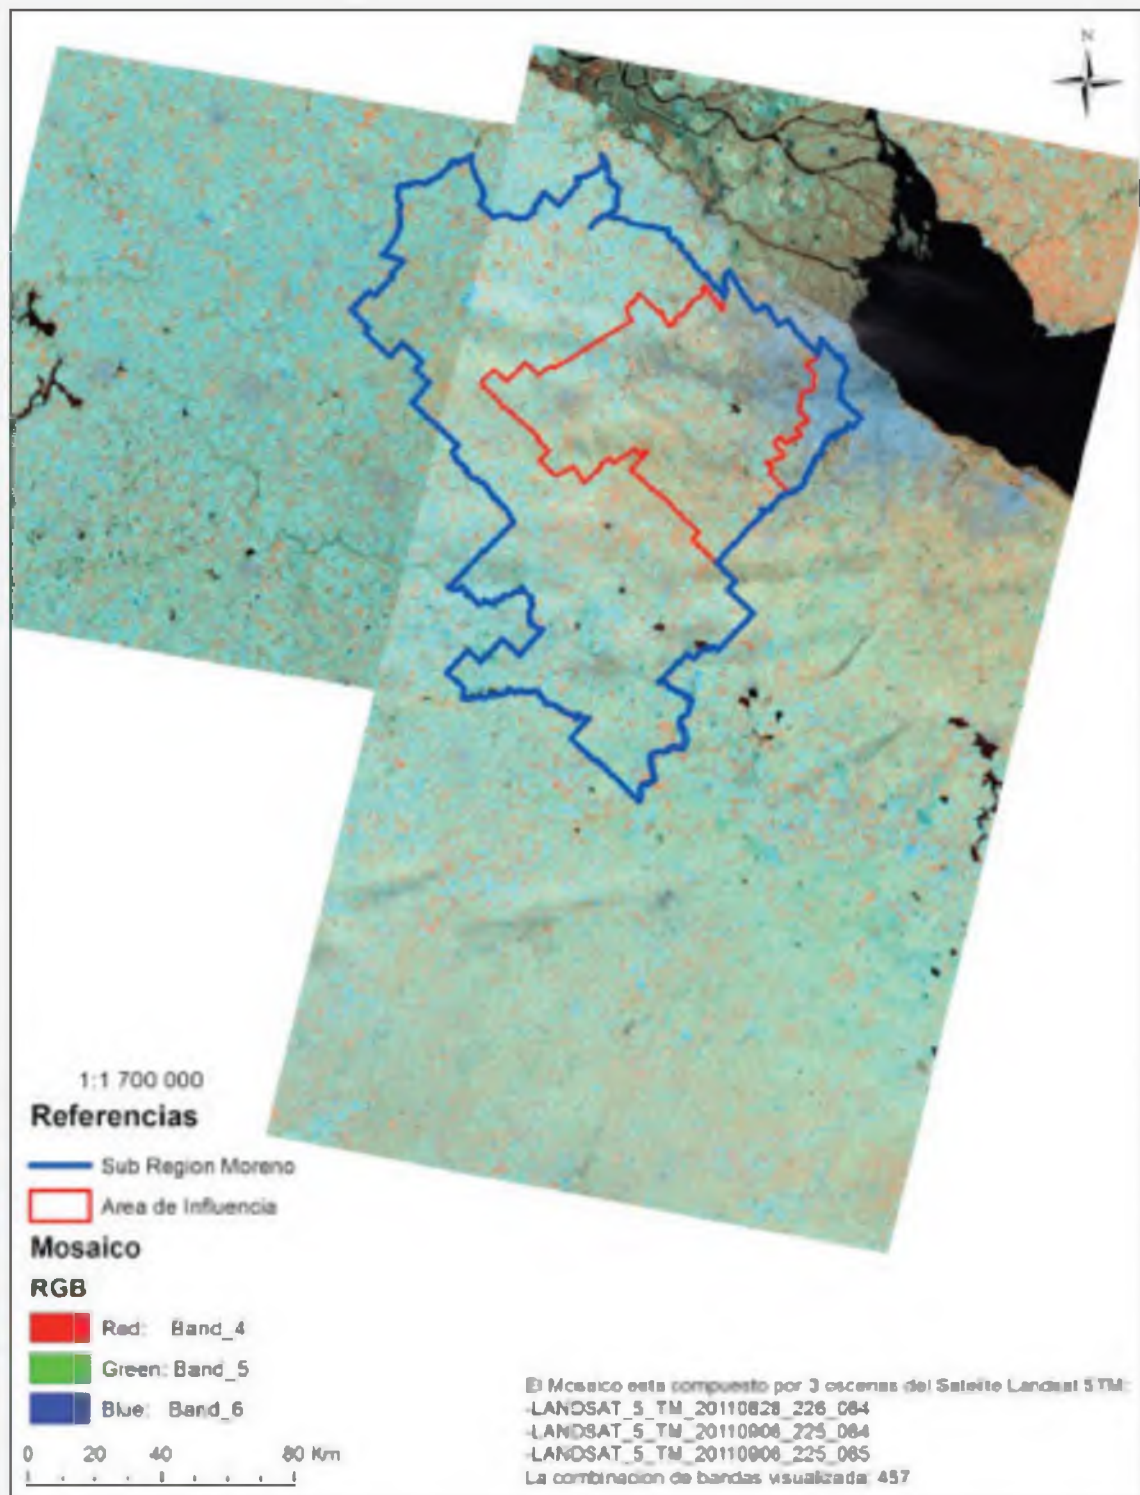 N
1:1 700 000
Referencias
Sub Region Moreno
Area de Influencia
Mosaico
RGB
Red: Band_4
Green: Band_5
Blue: Band_6
0 20 40 80 Km
El Mosaico esta compuesto por 3 escenas del Satelite Landsat 5 TM:
-LANDSAT_5_TM_20110828_226_084
-LANDSAT_5_TM_20110906_225_084
-LANDSAT_5_TM_20110906_225_085
La combinacion de bandas visualizada: 457